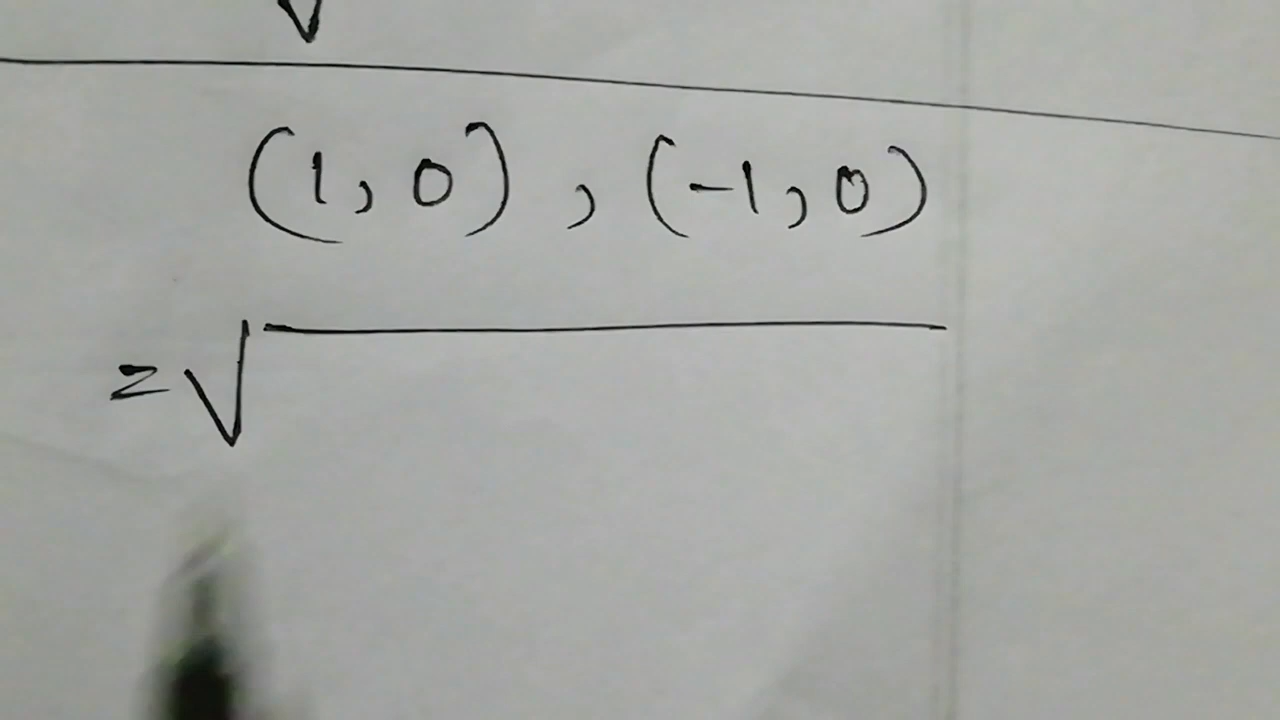 √
(1, 0) , (-1, 0)
= √